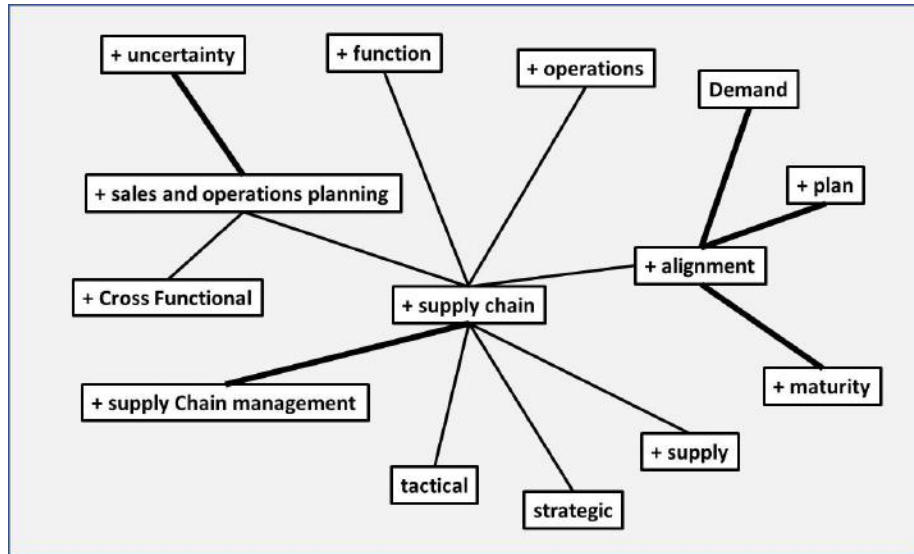 + uncertainty
+ function
+ operations
Demand
+ sales and operations planning
+ plan
+ alignment
+ Cross Functional
+ supply chain
+ supply Chain management
+ maturity
+ supply
tactical
strategic